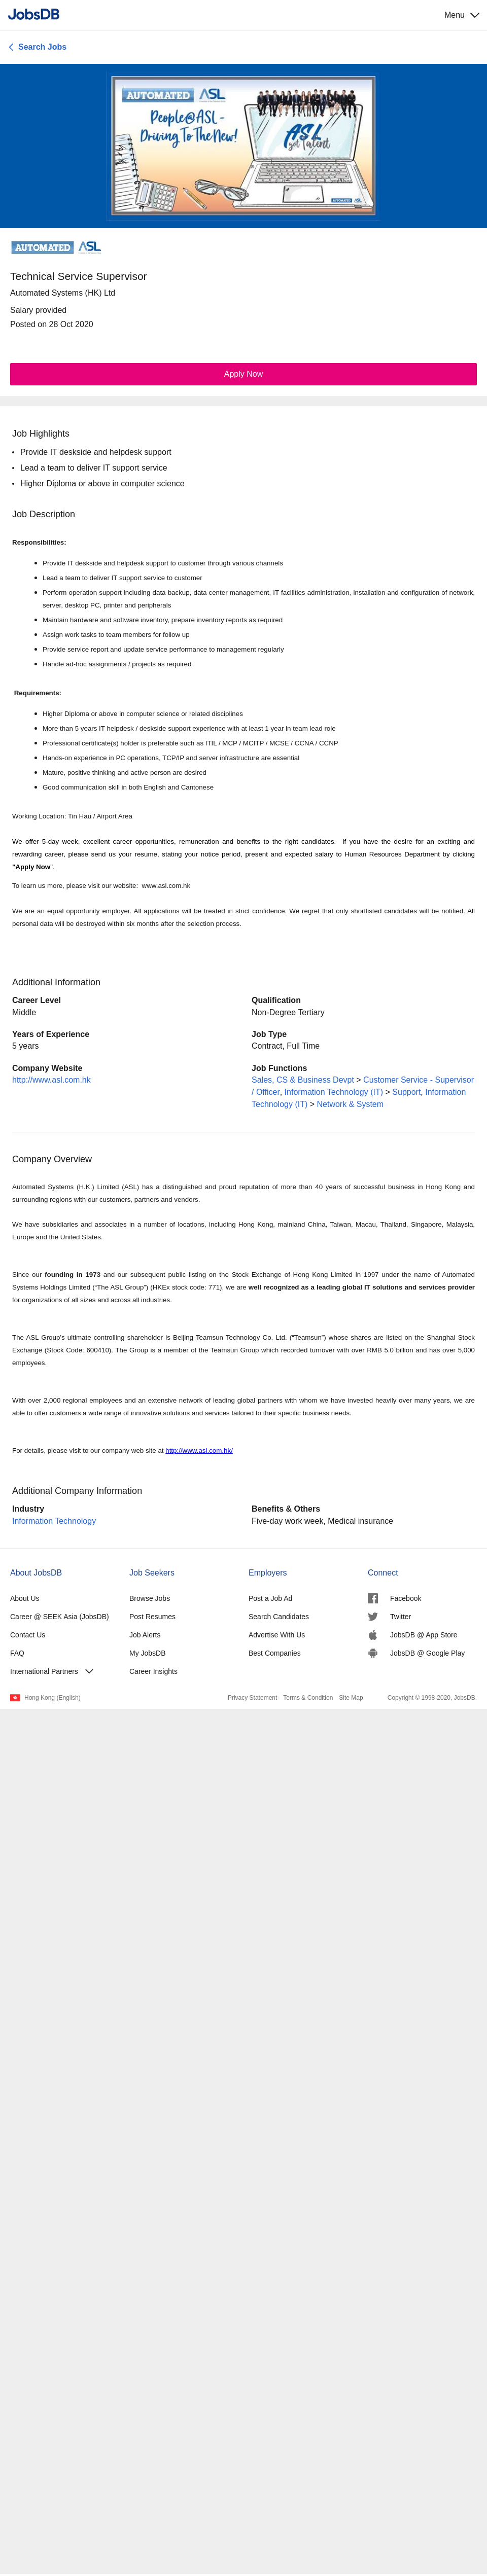 JobsDB
Menu
Search Jobs
AUTOMATED ASL
People@ASL -
Driving To The New!
ASL
got Talent
AUTOMATED ASL
AUTOMATED ASL
Technical Service Supervisor
Automated Systems (HK) Ltd
Salary provided
Posted on 28 Oct 2020
Apply Now
Job Highlights
• Provide IT deskside and helpdesk support
• Lead a team to deliver IT support service
• Higher Diploma or above in computer science
Job Description
Responsibilities:
• Provide IT deskside and helpdesk support to customer through various channels
• Lead a team to deliver IT support service to customer
• Perform operation support including data backup, data center management, IT facilities administration, installation and configuration of network,
server, desktop PC, printer and peripherals
• Maintain hardware and software inventory, prepare inventory reports as required
• Assign work tasks to team members for follow up
• Provide service report and update service performance to management regularly
• Handle ad-hoc assignments / projects as required
Requirements:
• Higher Diploma or above in computer science or related disciplines
• More than 5 years IT helpdesk / deskside support experience with at least 1 year in team lead role
• Professional certificate(s) holder is preferable such as ITIL / MCP / MCITP / MCSE / CCNA / CCNP
• Hands-on experience in PC operations, TCP/IP and server infrastructure are essential
• Mature, positive thinking and active person are desired
• Good communication skill in both English and Cantonese
Working Location: Tin Hau / Airport Area
We offer 5-day week, excellent career opportunities, remuneration and benefits to the right candidates. If you have the desire for an exciting and
rewarding career, please send us your resume, stating your notice period, present and expected salary to Human Resources Department by clicking
"Apply Now".
To learn us more, please visit our website: www.asl.com.hk
We are an equal opportunity employer. All applications will be treated in strict confidence. We regret that only shortlisted candidates will be notified. All
personal data will be destroyed within six months after the selection process.
Additional Information
Career Level
Middle
Qualification
Non-Degree Tertiary
Years of Experience
5 years
Job Type
Contract, Full Time
Company Website
http://www.asl.com.hk
Job Functions
Sales, CS & Business Devpt > Customer Service - Supervisor
/ Officer, Information Technology (IT) > Support, Information
Technology (IT) > Network & System
Company Overview
Automated Systems (H.K.) Limited (ASL) has a distinguished and proud reputation of more than 40 years of successful business in Hong Kong and
surrounding regions with our customers, partners and vendors.
We have subsidiaries and associates in a number of locations, including Hong Kong, mainland China, Taiwan, Macau, Thailand, Singapore, Malaysia,
Europe and the United States.
Since our founding in 1973 and our subsequent public listing on the Stock Exchange of Hong Kong Limited in 1997 under the name of Automated
Systems Holdings Limited ("The ASL Group") (HKEx stock code: 771), we are well recognized as a leading global IT solutions and services provider
for organizations of all sizes and across all industries.
The ASL Group's ultimate controlling shareholder is Beijing Teamsun Technology Co. Ltd. ("Teamsun") whose shares are listed on the Shanghai Stock
Exchange (Stock Code: 600410). The Group is a member of the Teamsun Group which recorded turnover with over RMB 5.0 billion and has over 5,000
employees.
With over 2,000 regional employees and an extensive network of leading global partners with whom we have invested heavily over many years, we are
able to offer customers a wide range of innovative solutions and services tailored to their specific business needs.
For details, please visit to our company web site at http://www.asl.com.hk/
Additional Company Information
Industry
Information Technology
Benefits & Others
Five-day work week, Medical insurance
About JobsDB
About Us
Career @ SEEK Asia (JobsDB)
Contact Us
FAQ
International Partners
Job Seekers
Browse Jobs
Post Resumes
Job Alerts
My JobsDB
Career Insights
Employers
Post a Job Ad
Search Candidates
Advertise With Us
Best Companies
Connect
Facebook
Twitter
JobsDB @ App Store
JobsDB @ Google Play
Hong Kong (English)
Privacy Statement Terms & Condition Site Map
Copyright © 1998-2020, JobsDB.